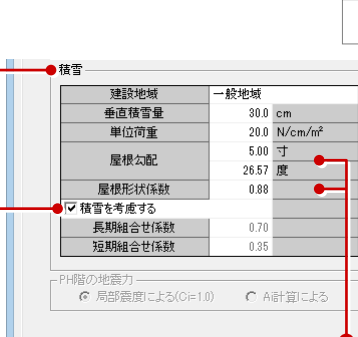 積雪
建設地域 一般地域
垂直積雪量 30.0 cm
単位荷重 20.0 N/cm/m²
屋根勾配 5.00 寸
26.57 度
屋根形状係数 0.88
積雪を考慮する
長期組合せ係数 0.70
短期組合せ係数 0.35
PH階の地震力
局部震度による(Ci=1.0) Ai計算による